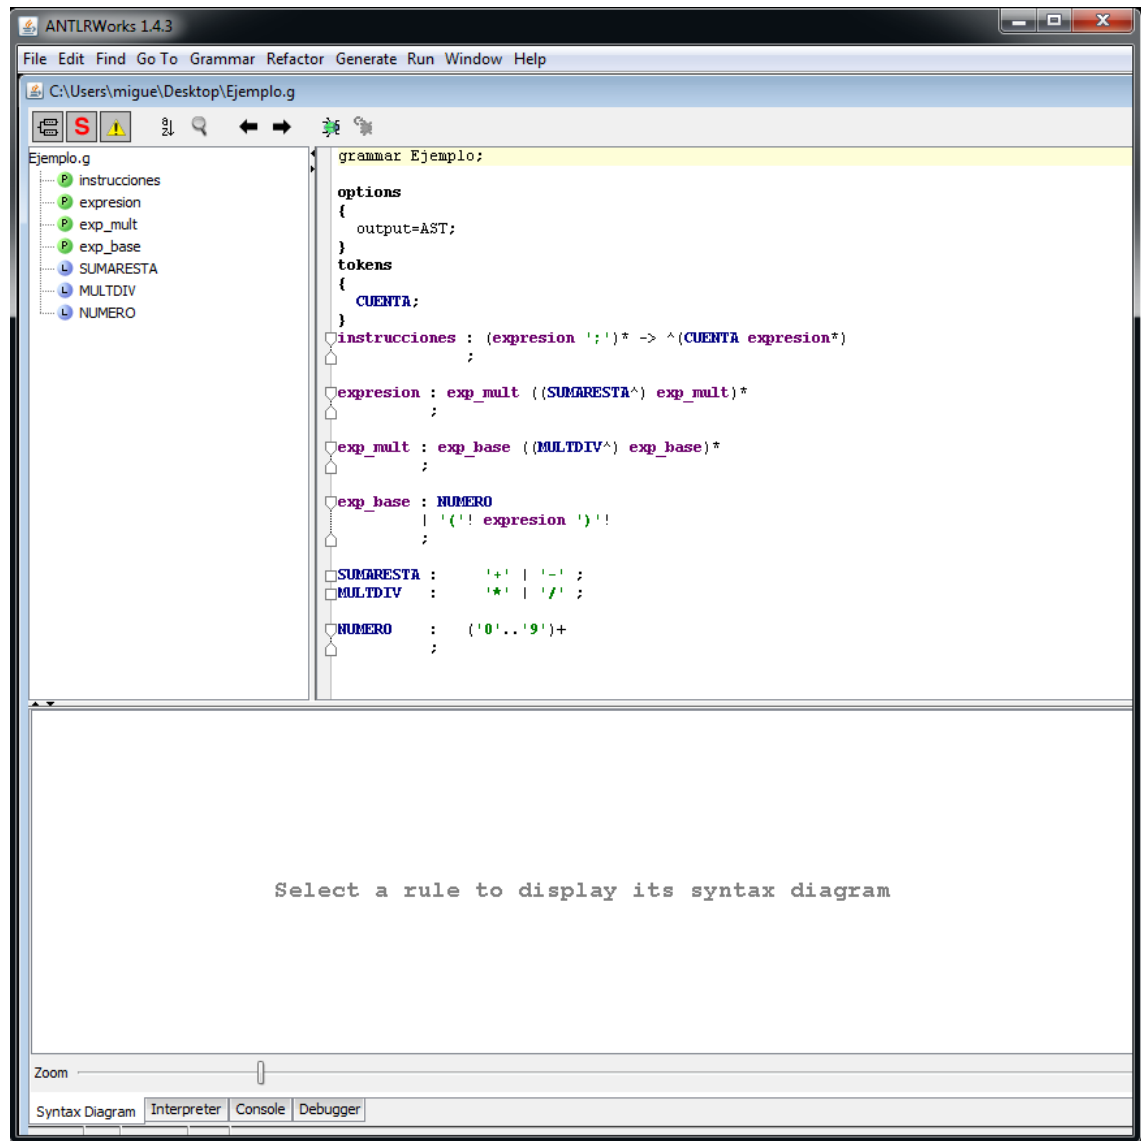 ANTLRWorks 1.4.3
File Edit Find Go To Grammar Refactor Generate Run Window Help
C:\Users\migue\Desktop\Ejemplo.g
Ejemplo.g
instrucciones
expresion
exp_mult
exp_base
SUMARESTA
MULTDIV
NUMERO
grammar Ejemplo;
options
{
output=AST;
}
tokens
{
CUENTA;
}
instrucciones : (expresion ';')* -> ^(CUENTA expresion*)
;
expresion : exp_mult ((SUMARESTA^) exp_mult)*
;
exp_mult : exp_base ((MULTDIV^) exp_base)*
;
exp_base : NUMERO
| '('! expresion ')'!
;
SUMARESTA : '+' | '-' ;
MULTDIV : '*' | '/' ;
NUMERO : ('0'..'9')+
;
Select a rule to display its syntax diagram
Zoom
Syntax Diagram Interpreter Console Debugger